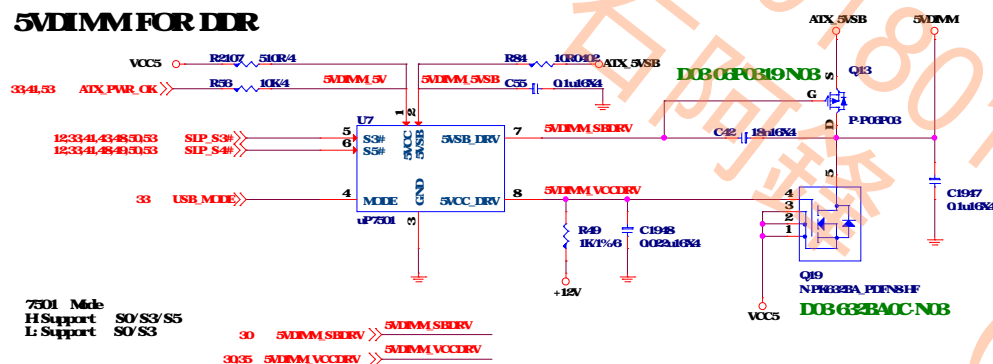 5VDIMM FOR DDR
ATX_5VSB
5VDIMM
VCC5
R2107 510R/4
R84 10R0402
ATX_5VSB
33,41,53 ATX_PWR_OK
R56 10K/4
5VDIMM_5V
5VDIMM_5VSB
C55 0.1u16X4
D03-06P0319-N03
S
Q13
G
P-P06P03
D
1
2
U7
12,33,41,43,48,50,53 SIP_S3#
5
S3#
5VCC
5VSB
5VSB_DRV
7
5VDIMM_SBDRV
C42 18n16X4
12,33,41,48,49,50,53 SIP_S4#
6
S5#
5
33 USB_MODE
4
MODE
GND
5VCC_DRV
8
5VDIMM_VCCDRV
4
3
2
1
C1947
0.1u16X4
uP7501
3
R49
1K/1%/6
C1948
0.022u16X4
+12V
Q19
N-PK632BA_PDFN8-HF
VCC5
D03-632BA0C-N03
7501 Mode
H:Support S0/S3/S5
L: Support S0/S3
30 5VDIMM_SBDRV
5VDIMM_SBDRV
30,35 5VDIMM_VCCDRV
5VDIMM_VCCDRV
石阿鋒